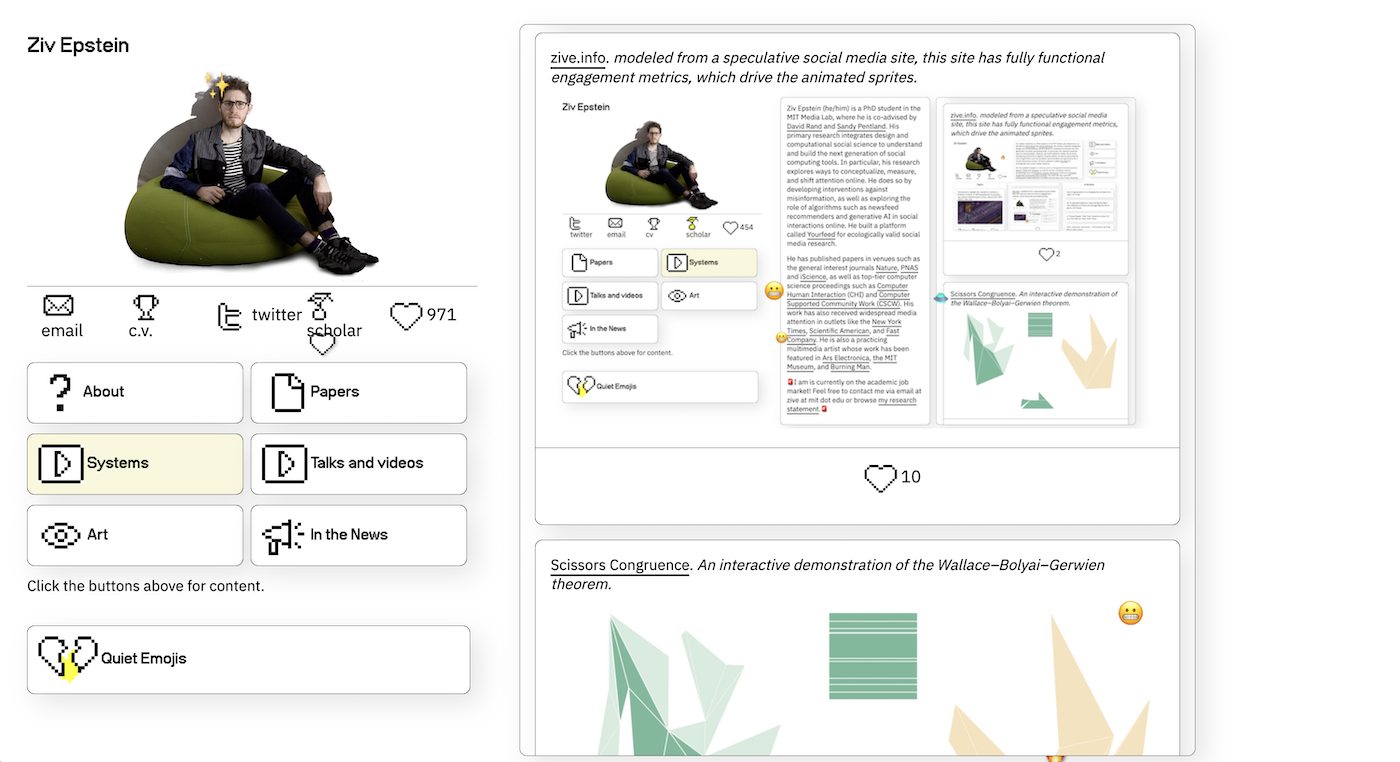 Ziv Epstein
email
c.v.
twitter
scholar
971
About
Papers
Systems
Talks and videos
Art
In the News
Click the buttons above for content.
Quiet Emojis
zive.info. modeled from a speculative social media site, this site has fully functional
engagement metrics, which drive the animated sprites.
Ziv Epstein
twitter
email
cv
scholar
454
Papers
Systems
Talks and videos
Art
In the News
Click the buttons above for content.
Quiet Emojis
Ziv Epstein (he/him) is a PhD student in the
MIT Media Lab, where he is co-advised by
David Rand and Sandy Pentland. His
primary research integrates design and
computational social science to understand
and build the next generation of social
computing tools. In particular, his research
explores ways to conceptualize, measure,
and shift attention online. He does so by
developing interventions against
misinformation, as well as exploring the
role of algorithms such as newsfeed
recommenders and generative AI in social
interactions online. He built a platform
called Yourfeed for ecologically valid social
media research.
He has published papers in venues such as
the general interest journals Nature, PNAS
and iScience, as well as top-tier computer
science proceedings such as Computer
Human Interaction (CHI) and Computer
Supported Community Work (CSCW). His
work has also received widespread media
attention in outlets like the New York
Times, Scientific American, and Fast
Company. He is also a practicing
multimedia artist whose work has been
featured in Ars Electronica, the MIT
Museum, and Burning Man.
I am is currently on the academic job
market! Feel free to contact me via email at
zive at mit dot edu or browse my research
statement.
zive.info. modeled from a speculative social media
site, this site has fully functional engagement metrics,
which drive the animated sprites.
2
Scissors Congruence. An interactive demonstration of
the Wallace–Bolyai–Gerwien theorem.
10
Scissors Congruence. An interactive demonstration of the Wallace–Bolyai–Gerwien
theorem.